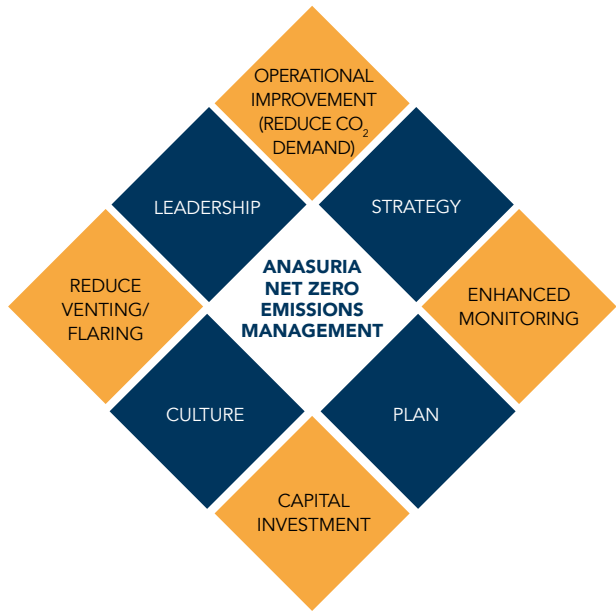 OPERATIONAL
IMPROVEMENT
(REDUCE CO₂
DEMAND)
LEADERSHIP
STRATEGY
REDUCE
VENTING/
FLARING
ANASURIA
NET ZERO
EMISSIONS
MANAGEMENT
ENHANCED
MONITORING
CULTURE
PLAN
CAPITAL
INVESTMENT